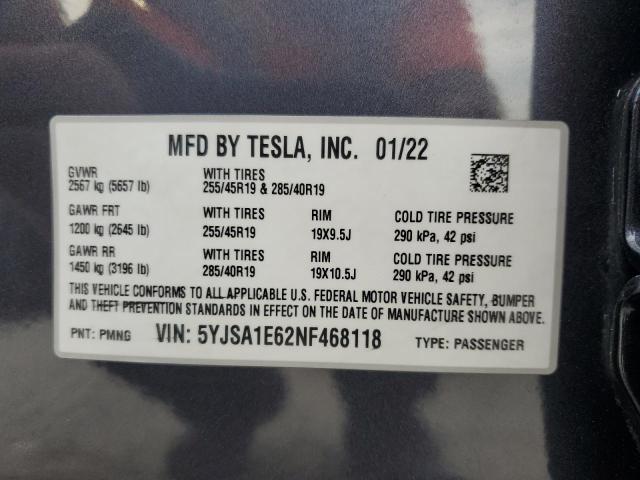 MFD BY TESLA, INC. 01/22
GVWR WITH TIRES
2567 kg (5657 lb) 255/45R19 & 285/40R19
GAWR FRT WITH TIRES RIM COLD TIRE PRESSURE
1200 kg (2645 lb) 255/45R19 19X9.5J 290 kPa, 42 psi
GAWR RR WITH TIRES RIM COLD TIRE PRESSURE
1450 kg (3196 lb) 285/40R19 19X10.5J 290 kPa, 42 psi
THIS VEHICLE CONFORMS TO ALL APPLICABLE U.S. FEDERAL MOTOR VEHICLE SAFETY, BUMPER
AND THEFT PREVENTION STANDARDS IN EFFECT ON THE DATE OF MANUFACTURE SHOWN ABOVE.
PNT: PMNG VIN: 5YJSA1E62NF468118 TYPE: PASSENGER